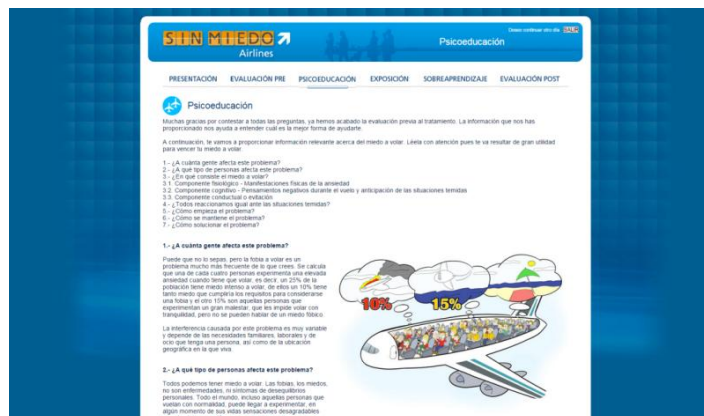 SIN MIEDO
Airlines
Deseo continuar otro día SALIR
Psicoeducación
PRESENTACIÓN EVALUACIÓN PRE PSICOEDUCACIÓN EXPOSICIÓN SOBREAPRENDIZAJE EVALUACIÓN POST
Psicoeducación
Muchas gracias por contestar a todas las preguntas, ya hemos acabado la evaluación previa al tratamiento. La información que nos has
proporcionado nos ayuda a entender cuál es la mejor forma de ayudarte.
A continuación, te vamos a proporcionar información relevante acerca del miedo a volar. Léela con atención pues te va a resultar de gran utilidad
para vencer tu miedo a volar.
1.- ¿A cuánta gente afecta este problema?
2.- ¿A qué tipo de personas afecta este problema?
3.- ¿En qué consiste el miedo a volar?
3.1. Componente fisiológico - Manifestaciones físicas de la ansiedad
3.2. Componente cognitivo - Pensamientos negativos durante el vuelo y anticipación de las situaciones temidas
3.3. Componente conductual o evitación
4.- ¿Todos reaccionamos igual ante las situaciones temidas?
5.- ¿Cómo empieza el problema?
6.- ¿Cómo se mantiene el problema?
7.- ¿Cómo solucionar el problema?
1.- ¿A cuánta gente afecta este problema?
Puede que no lo sepas, pero la fobia a volar es un
problema mucho más frecuente de lo que crees. Se calcula
que una de cada cuatro personas experimenta una elevada
ansiedad cuando tiene que volar, es decir, un 25% de la
población tiene miedo intenso a volar, de ellos un 10% tiene
tanto miedo que cumpliría los requisitos para considerarse
una fobia y el otro 15% son aquellas personas que
experimentan un gran malestar, que les impide volar con
tranquilidad, pero no se pueden hablar de un miedo fóbico.
La interferencia causada por este problema es muy variable
y depende de las necesidades familiares, laborales y de
ocio que tenga una persona, así como de la ubicación
geográfica en la que viva.
10%
15%
2.- ¿A qué tipo de personas afecta este problema?
Todos podemos tener miedo a volar. Las fobias, los miedos,
no son enfermedades, ni síntomas de desequilibrios
personales. Todo el mundo, incluso aquellas personas que
vuelan con normalidad, puede llegar a experimentar, en
algún momento de sus vidas sensaciones desagradables